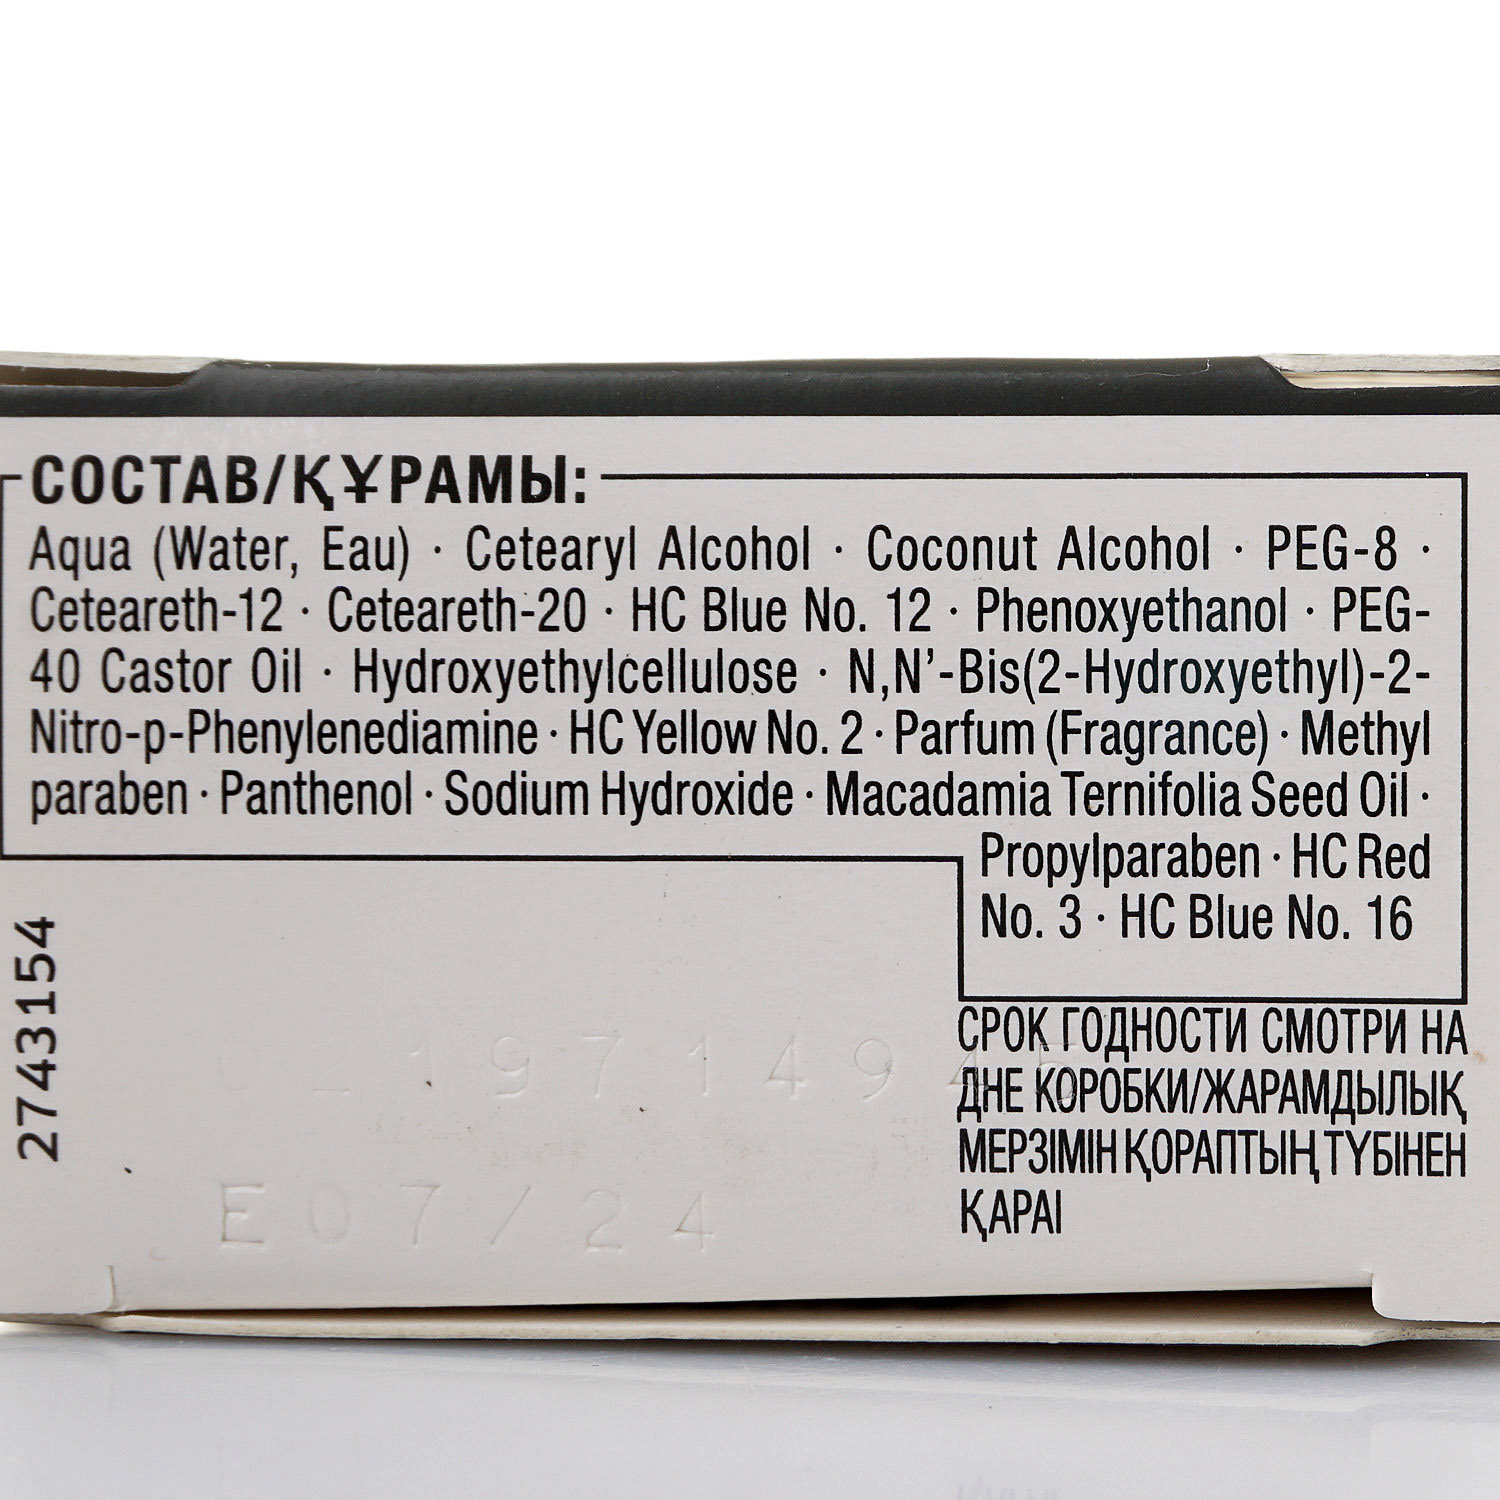 СОСТАВ/ҚҰРАМЫ:
Aqua (Water, Eau) · Cetearyl Alcohol · Coconut Alcohol · PEG-8 ·
Ceteareth-12 · Ceteareth-20 · HC Blue No. 12 · Phenoxyethanol · PEG-
40 Castor Oil · Hydroxyethylcellulose · N,N’-Bis(2-Hydroxyethyl)-2-
Nitro-p-Phenylenediamine · HC Yellow No. 2 · Parfum (Fragrance) · Methyl
paraben · Panthenol · Sodium Hydroxide · Macadamia Ternifolia Seed Oil ·
Propylparaben · HC Red
No. 3 · HC Blue No. 16
СРОК ГОДНОСТИ СМОТРИ НА
ДНЕ КОРОБКИ/ЖАРАМДЫЛЫҚ
МЕРЗІМІН ҚОРАПТЫҢ ТҮБІНЕН
ҚАРАІ
2743154
E07/24